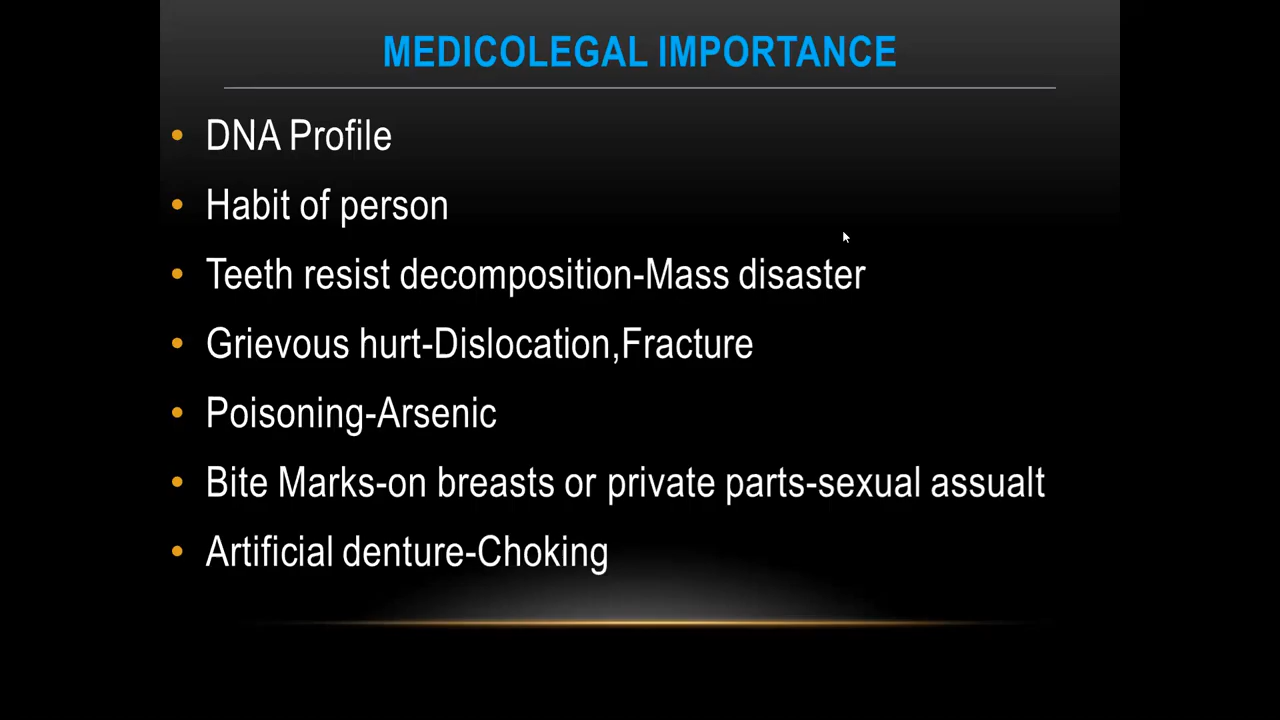 MEDICOLEGAL IMPORTANCE
• DNA Profile
• Habit of person
• Teeth resist decomposition-Mass disaster
• Grievous hurt-Dislocation,Fracture
• Poisoning-Arsenic
• Bite Marks-on breasts or private parts-sexual assualt
• Artificial denture-Choking